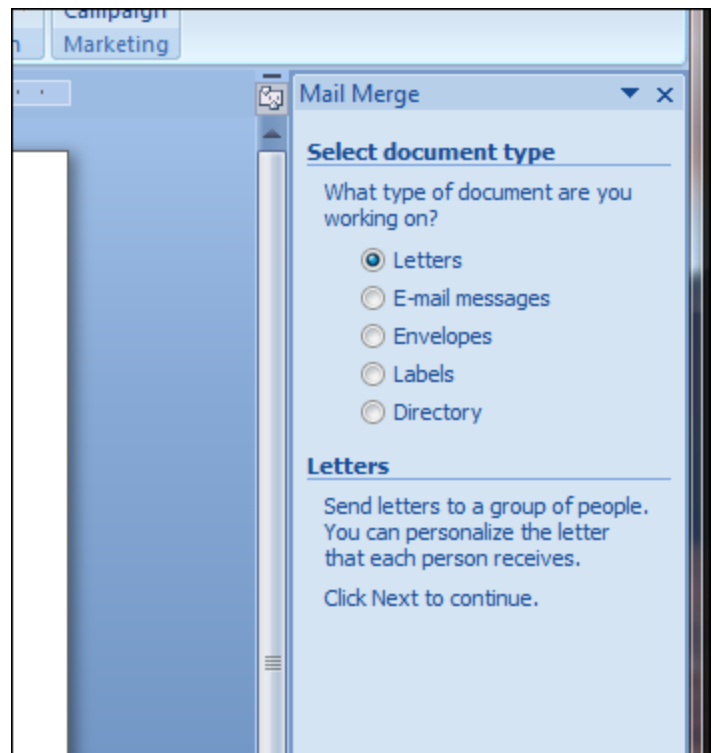 Campaign
Marketing
Mail Merge
Select document type
What type of document are you
working on?
Letters
E-mail messages
Envelopes
Labels
Directory
Letters
Send letters to a group of people.
You can personalize the letter
that each person receives.
Click Next to continue.